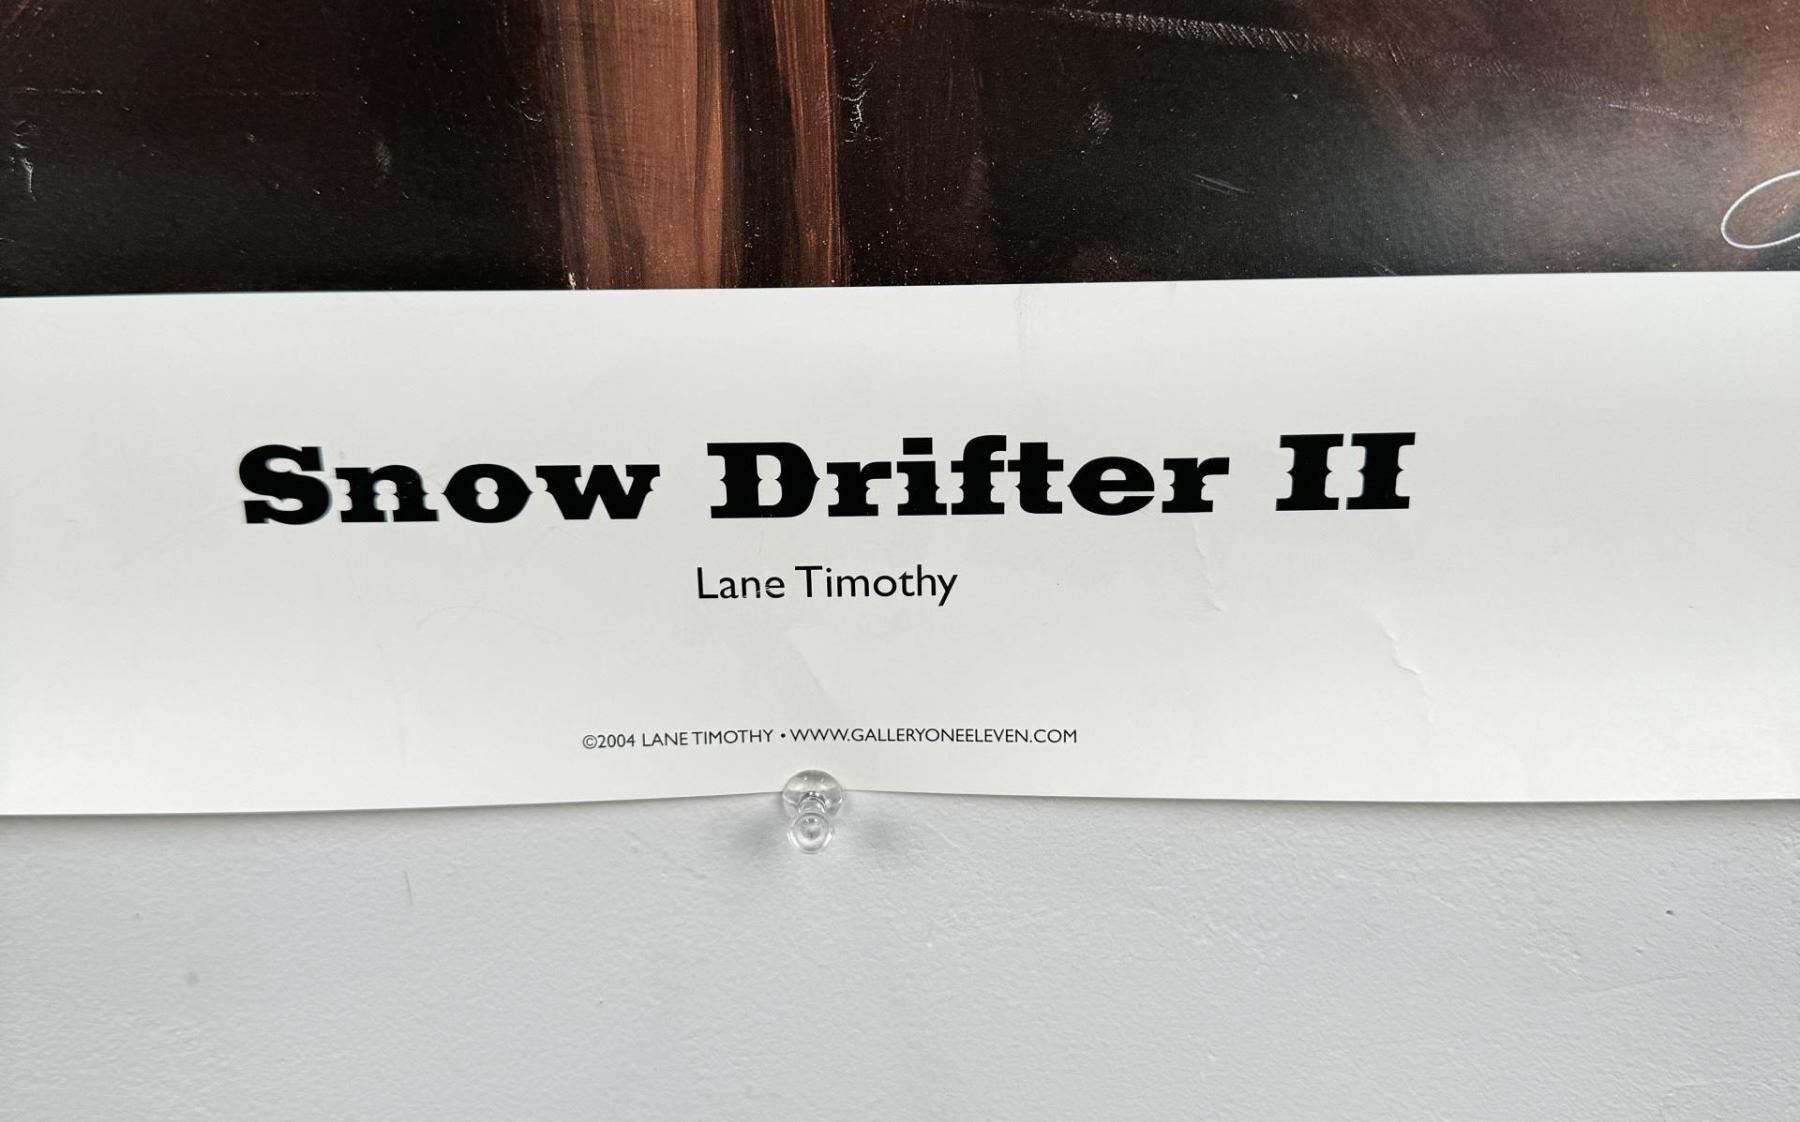 Snow Drifter II
Lane Timothy
©2004 LANE TIMOTHY • WWW.GALLERYONEELEVEN.COM